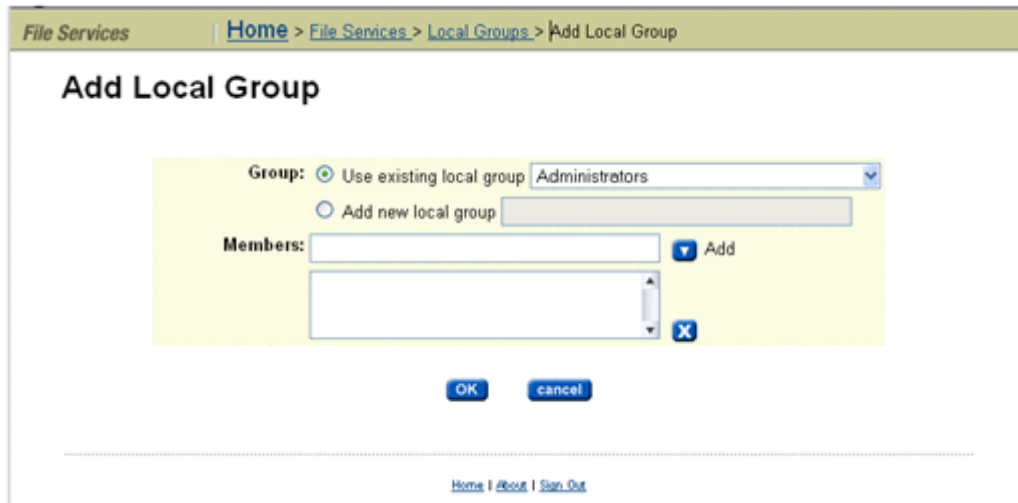 File Services | Home > File Services > Local Groups > Add Local Group
Add Local Group
Group: Use existing local group Administrators
Add new local group
Members: Add
X
OK cancel
Home | About | Sign Out